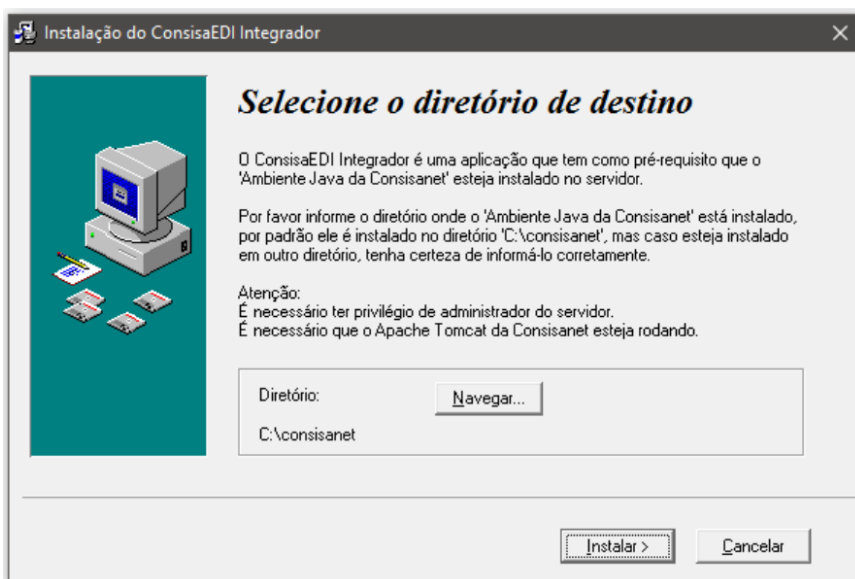 Instalação do ConsisaEDI Integrador
Selecione o diretório de destino
O ConsisaEDI Integrador é uma aplicação que tem como pré-requisito que o
'Ambiente Java da Consisanet' esteja instalado no servidor.
Por favor informe o diretório onde o 'Ambiente Java da Consisanet' está instalado,
por padrão ele é instalado no diretório 'C:\consisanet', mas caso esteja instalado
em outro diretório, tenha certeza de informá-lo corretamente.
Atenção:
É necessário ter privilégio de administrador do servidor.
É necessário que o Apache Tomcat da Consisanet esteja rodando.
Diretório:
Navegar...
C:\consisanet
Instalar >
Cancelar